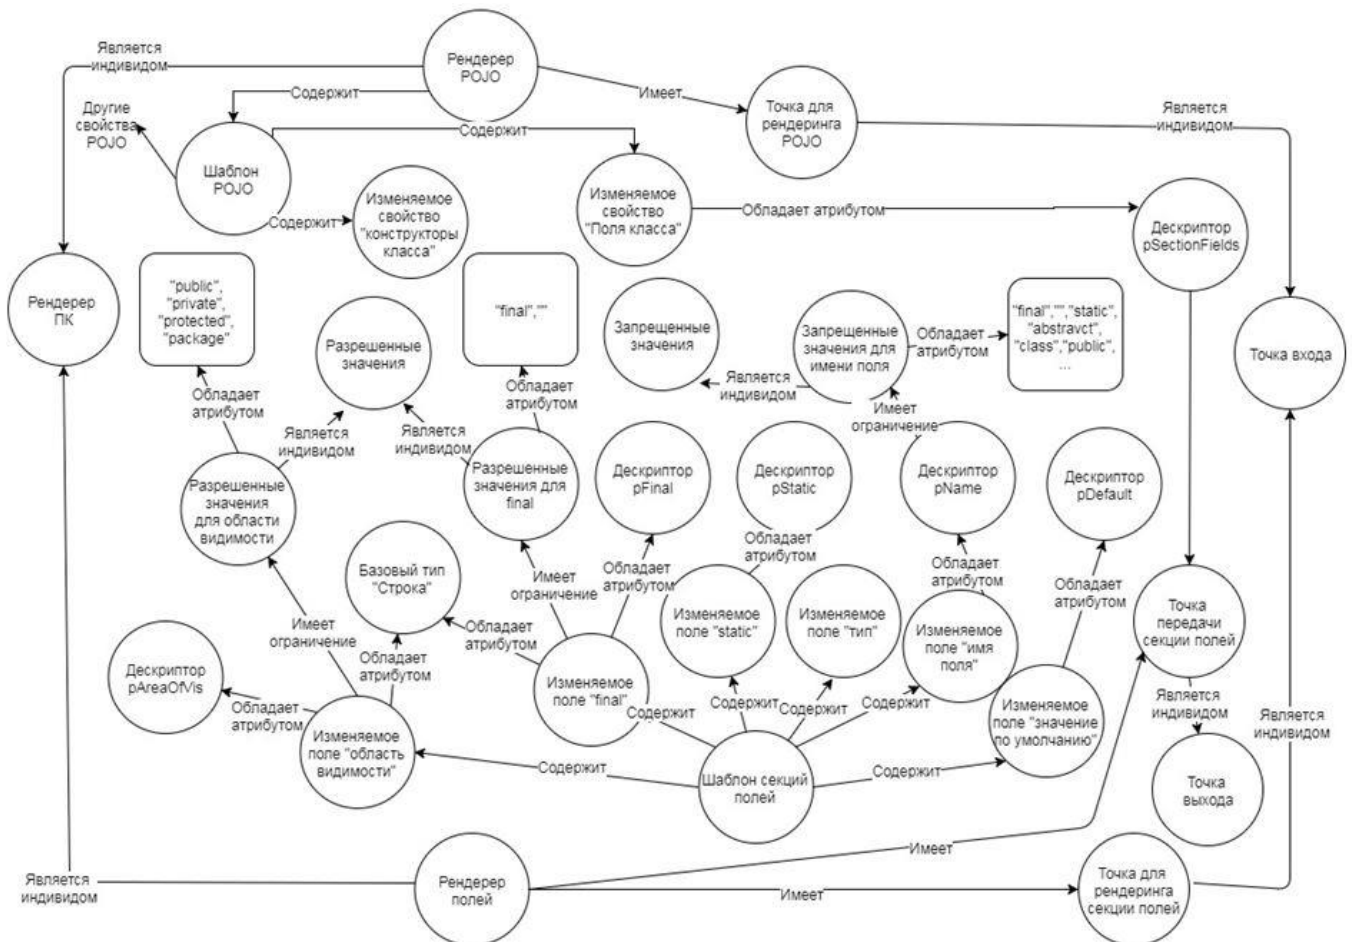 Является
индивидом
Рендерер
POJO
Содержит
Имеет
Точка для
рендеринга
POJO
Является
индивидом
Другие
свойства
POJO
Содержит
Шаблон
POJO
Содержит
Изменяемое
свойство
"конструкторы
класса"
Изменяемое
свойство
"Поля класса"
Обладает атрибутом
Дескриптор
pSectionFields
Рендерер
ПК
"public",
"private",
"protected",
"package"
Разрешенные
значения
"final",""
Запрещенные
значения
Запрещенные
значения для
имени поля
Обладает
атрибутом
"final","","static",
"abstravct",
"class","public",
...
Точка входа
Является
индивидом
Имеет
ограничение
Обладает
атрибутом
Является
индивидом
Является
индивидом
Обладает
атрибутом
Разрешенные
значения
для области
видимости
Разрешенные
значения для
final
Дескриптор
pFinal
Дескриптор
pStatic
Дескриптор
pName
Дескриптор
pDefault
Базовый тип
"Строка"
Имеет
ограничение
Обладает
атрибутом
Обладает
атрибутом
Обладает
атрибутом
Обладает
атрибутом
Имеет
ограничение
Обладает
атрибутом
Обладает
атрибутом
Изменяемое
поле "static"
Изменяемое
поле "тип"
Изменяемое
поле "имя
поля"
Точка
передачи
секции полей
Дескриптор
pAreaOfVis
Обладает
атрибутом
Изменяемое
поле "final"
Изменяемое
поле "область
видимости"
Содержит
Содержит
Содержит
Содержит
Изменяемое
поле "значение
по умолчанию"
Является
индивидом
Является
индивидом
Содержит
Шаблон секций
полей
Содержит
Точка
выхода
Имеет
Является
индивидом
Рендерер
полей
Имеет
Точка для
рендеринга
секции полей